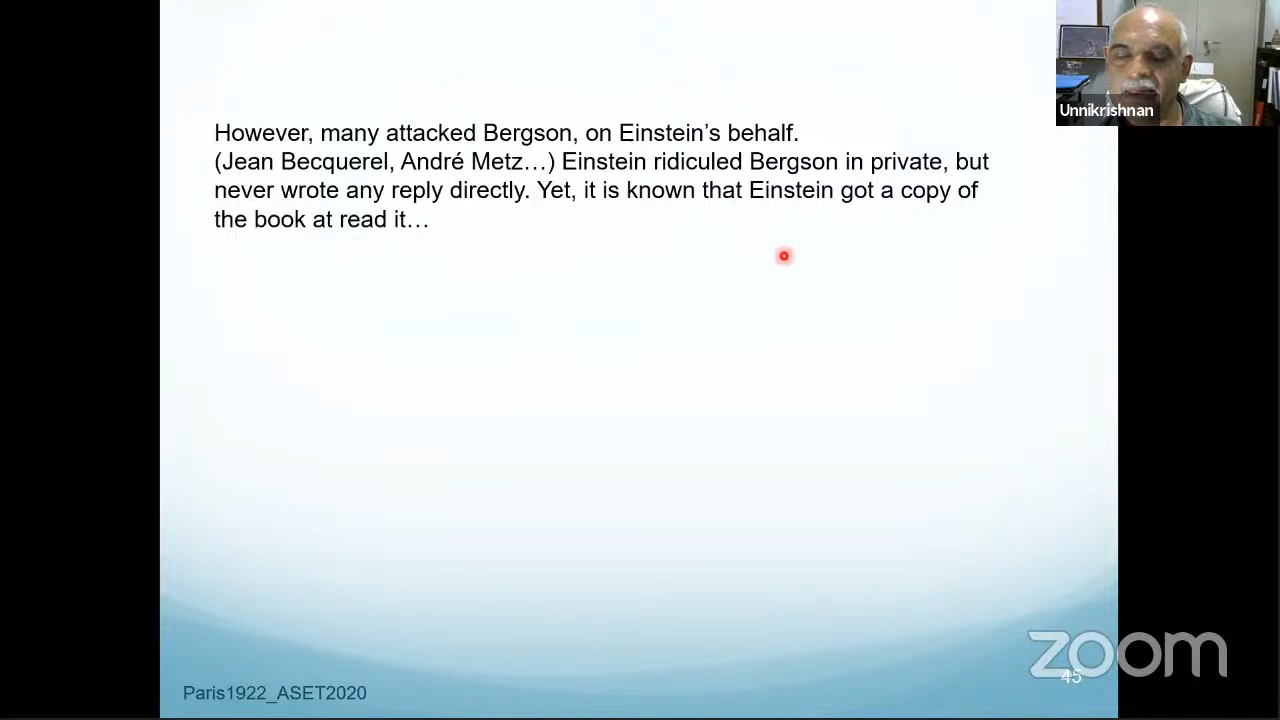 However, many attacked Bergson, on Einstein’s behalf.
(Jean Becquerel, André Metz…) Einstein ridiculed Bergson in private, but
never wrote any reply directly. Yet, it is known that Einstein got a copy of
the book at read it…
Unnikrishnan
zoom
45
Paris1922_ASET2020